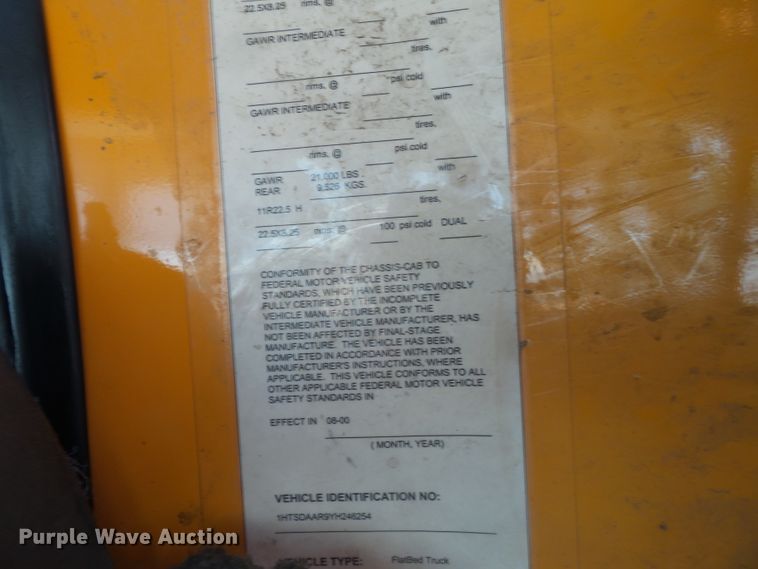 22.5X8.25 rims. @
with
GAWR INTERMEDIATE
tires,
rims. @ psi cold
with
GAWR INTERMEDIATE
tires,
rims. @ psi cold
GAWR REAR 21,000 LBS. 9,526 KGS. with
11R22.5 H tires,
22.5X8.25 rims. @ 100 psi cold DUAL
CONFORMITY OF THE CHASSIS-CAB TO
FEDERAL MOTOR VEHICLE SAFETY
STANDARDS, WHICH HAVE BEEN PREVIOUSLY
FULLY CERTIFIED BY THE INCOMPLETE
VEHICLE MANUFACTURER OR BY THE
INTERMEDIATE VEHICLE MANUFACTURER, HAS
NOT BEEN AFFECTED BY FINAL-STAGE
MANUFACTURE. THE VEHICLE HAS BEEN
COMPLETED IN ACCORDANCE WITH PRIOR
MANUFACTURER'S INSTRUCTIONS, WHERE
APPLICABLE. THIS VEHICLE CONFORMS TO ALL
OTHER APPLICABLE FEDERAL MOTOR VEHICLE
SAFETY STANDARDS IN
EFFECT IN 08-00
( MONTH, YEAR)
VEHICLE IDENTIFICATION NO:
1HTSDAAR9YH246254
VEHICLE TYPE: FlatBed Truck
Purple Wave Auction